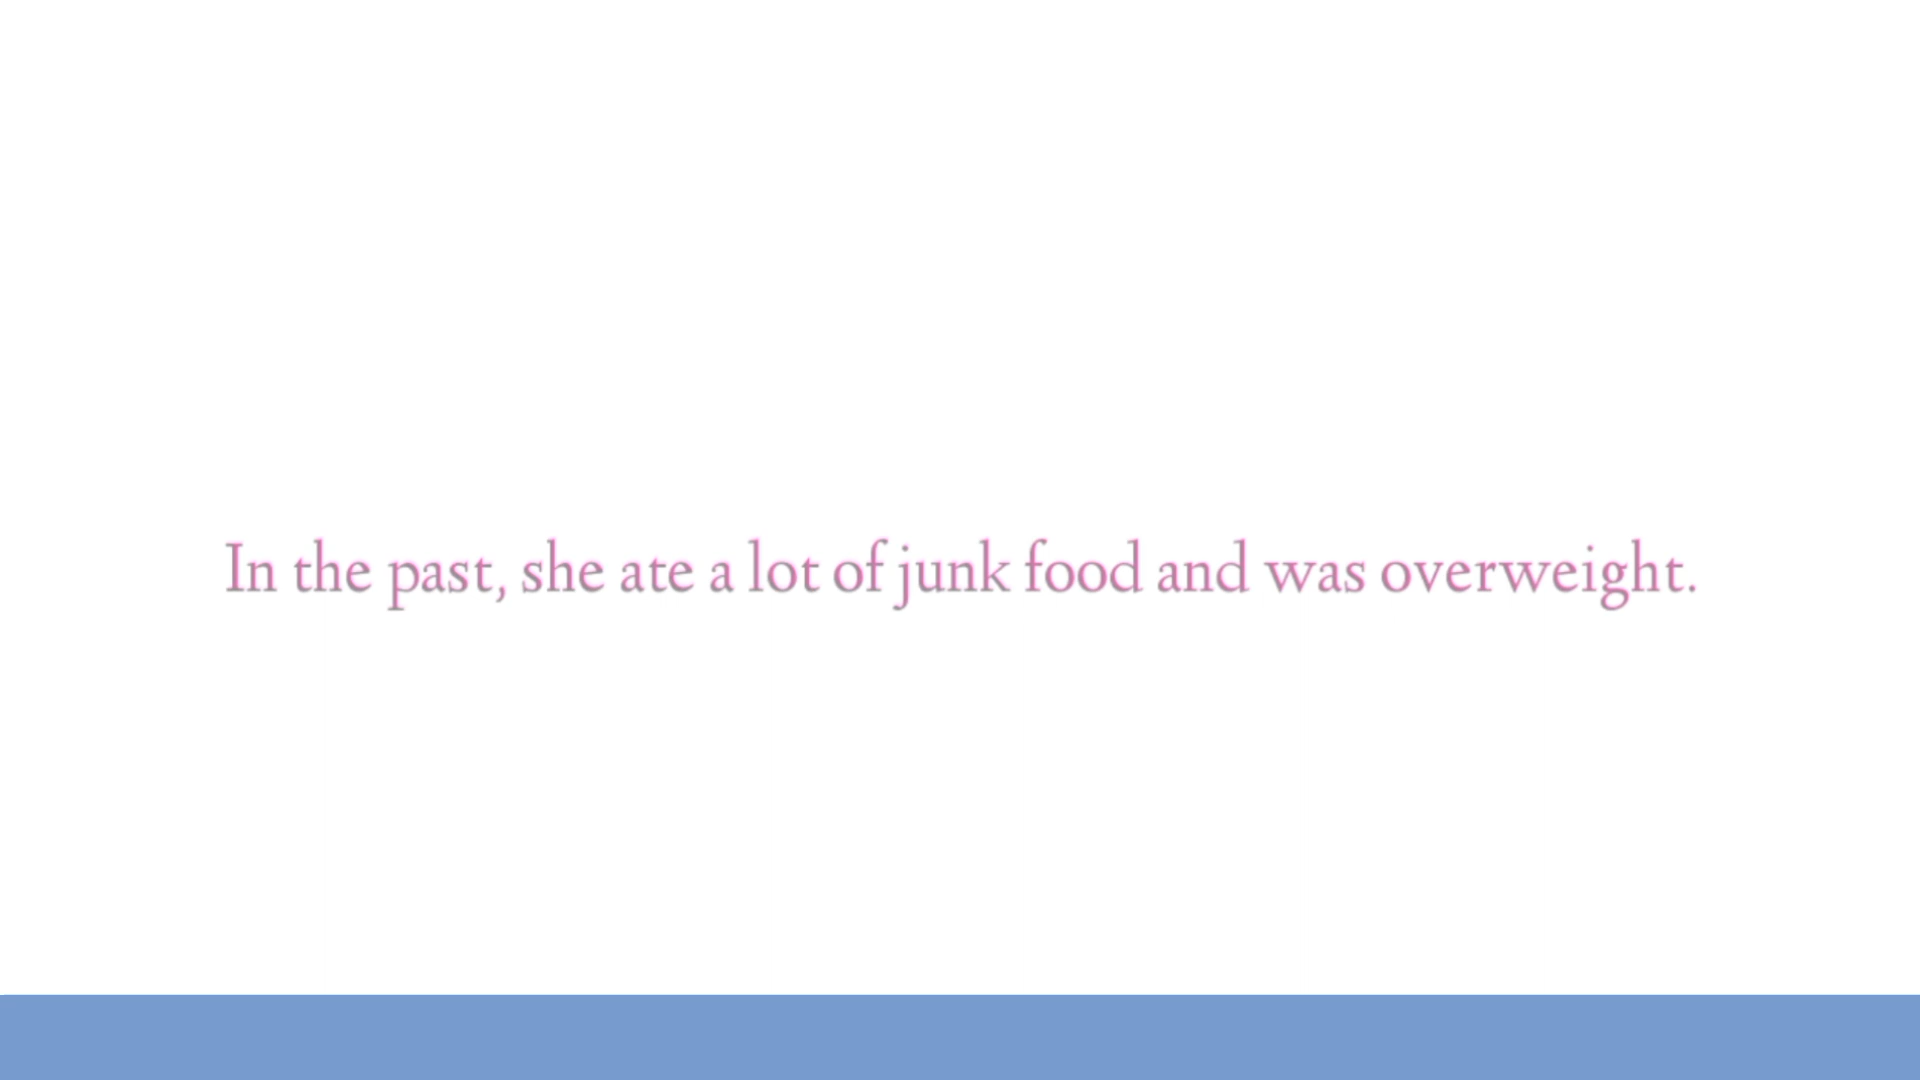 In the past, she ate a lot of junk food and was overweight.